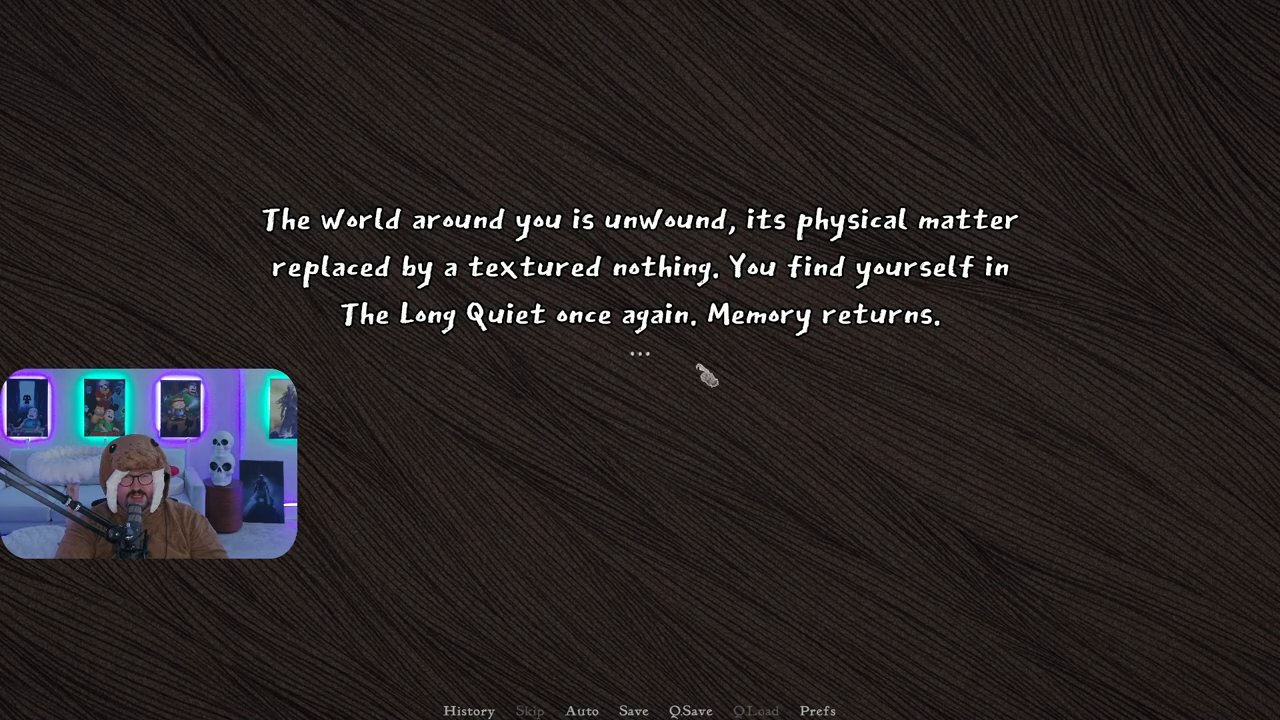 The world around you is unwound, its physical matter
replaced by a textured nothing. You find yourself in
The Long Quiet once again. Memory returns.
...
History Skip Auto Save Q.Save Q.Load Prefs